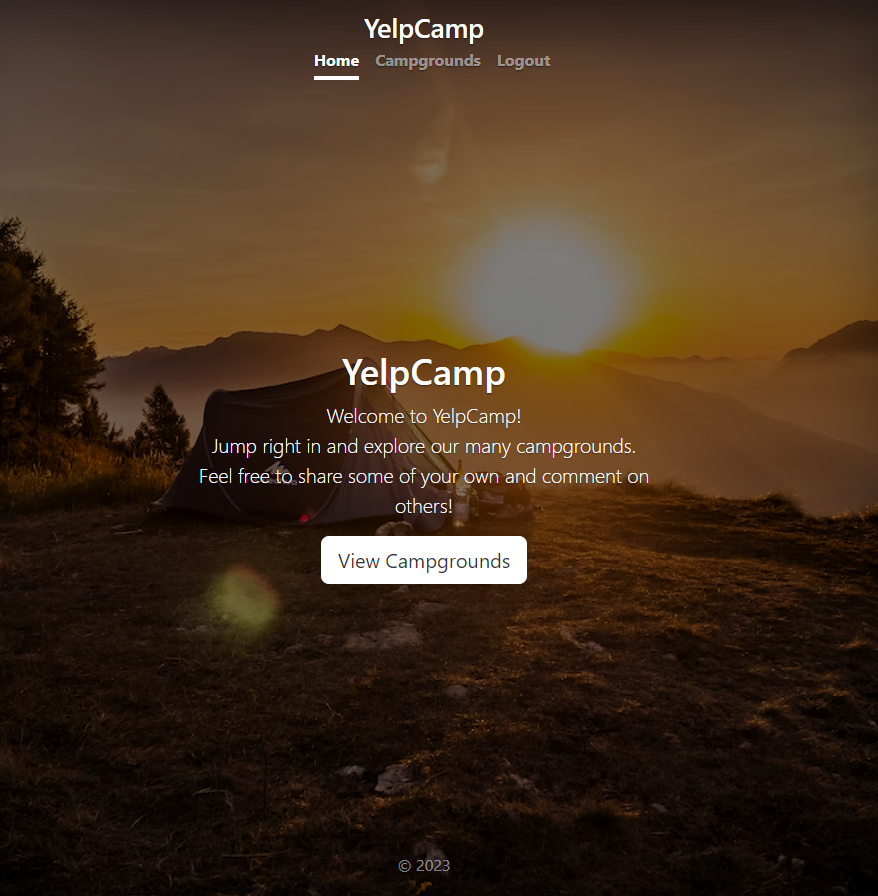 YelpCamp
Home Campgrounds Logout
YelpCamp
Welcome to YelpCamp!
Jump right in and explore our many campgrounds.
Feel free to share some of your own and comment on
others!
View Campgrounds
© 2023